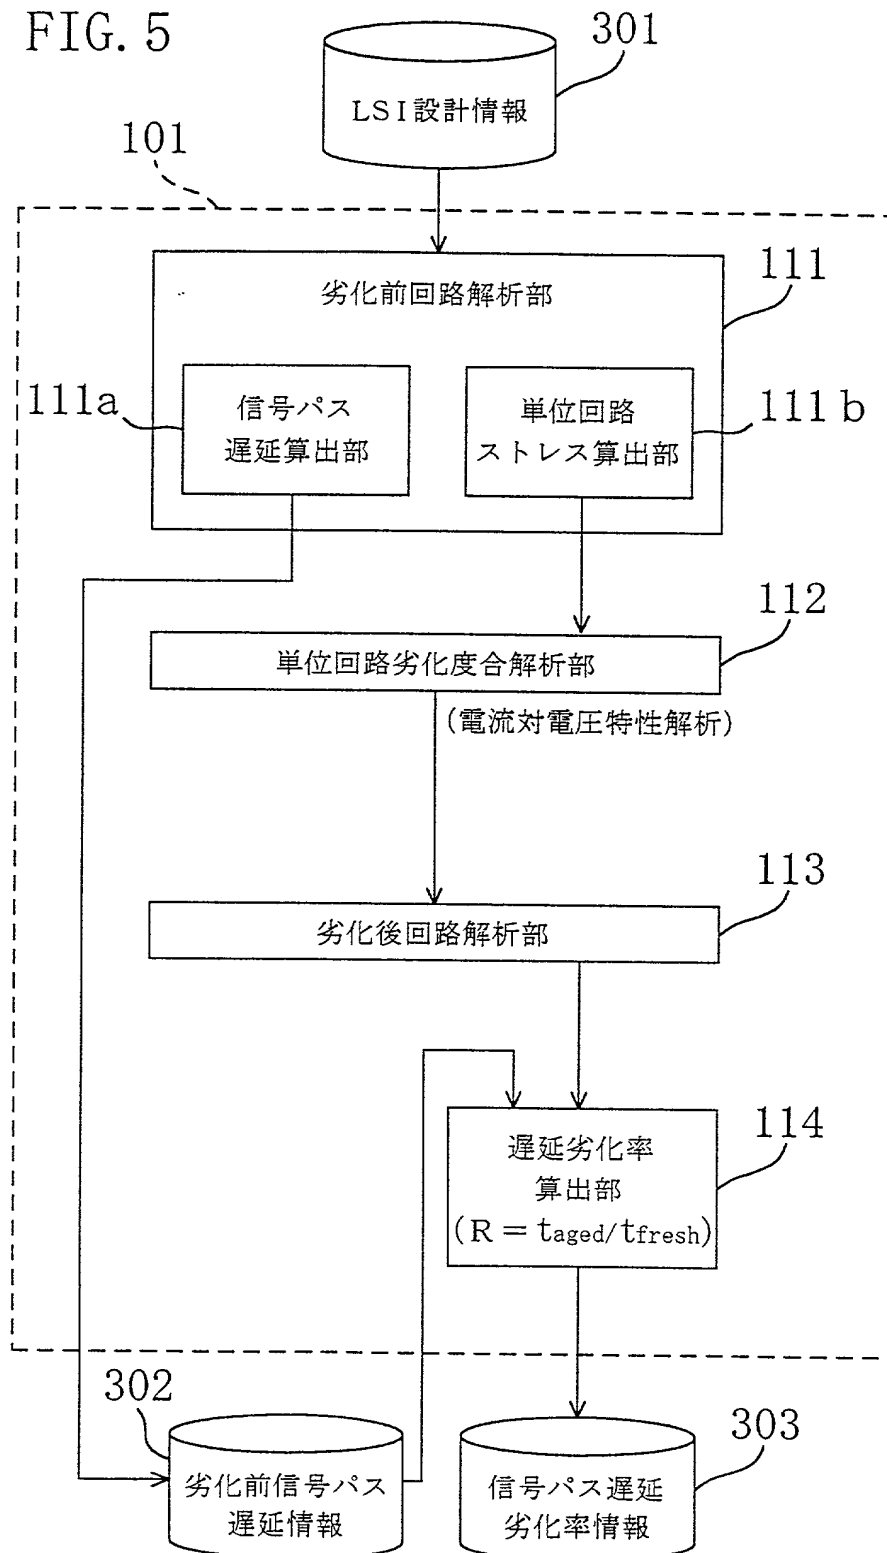 FIG. 5
301
LSI設計情報
101
111
劣化前回路解析部
111a
信号パス
遅延算出部
単位回路
ストレス算出部
111b
112
単位回路劣化度合解析部
(電流対電圧特性解析)
113
劣化後回路解析部
114
遅延劣化率
算出部
(R=taged/tfresh)
302
劣化前信号パス
遅延情報
303
信号パス遅延
劣化率情報